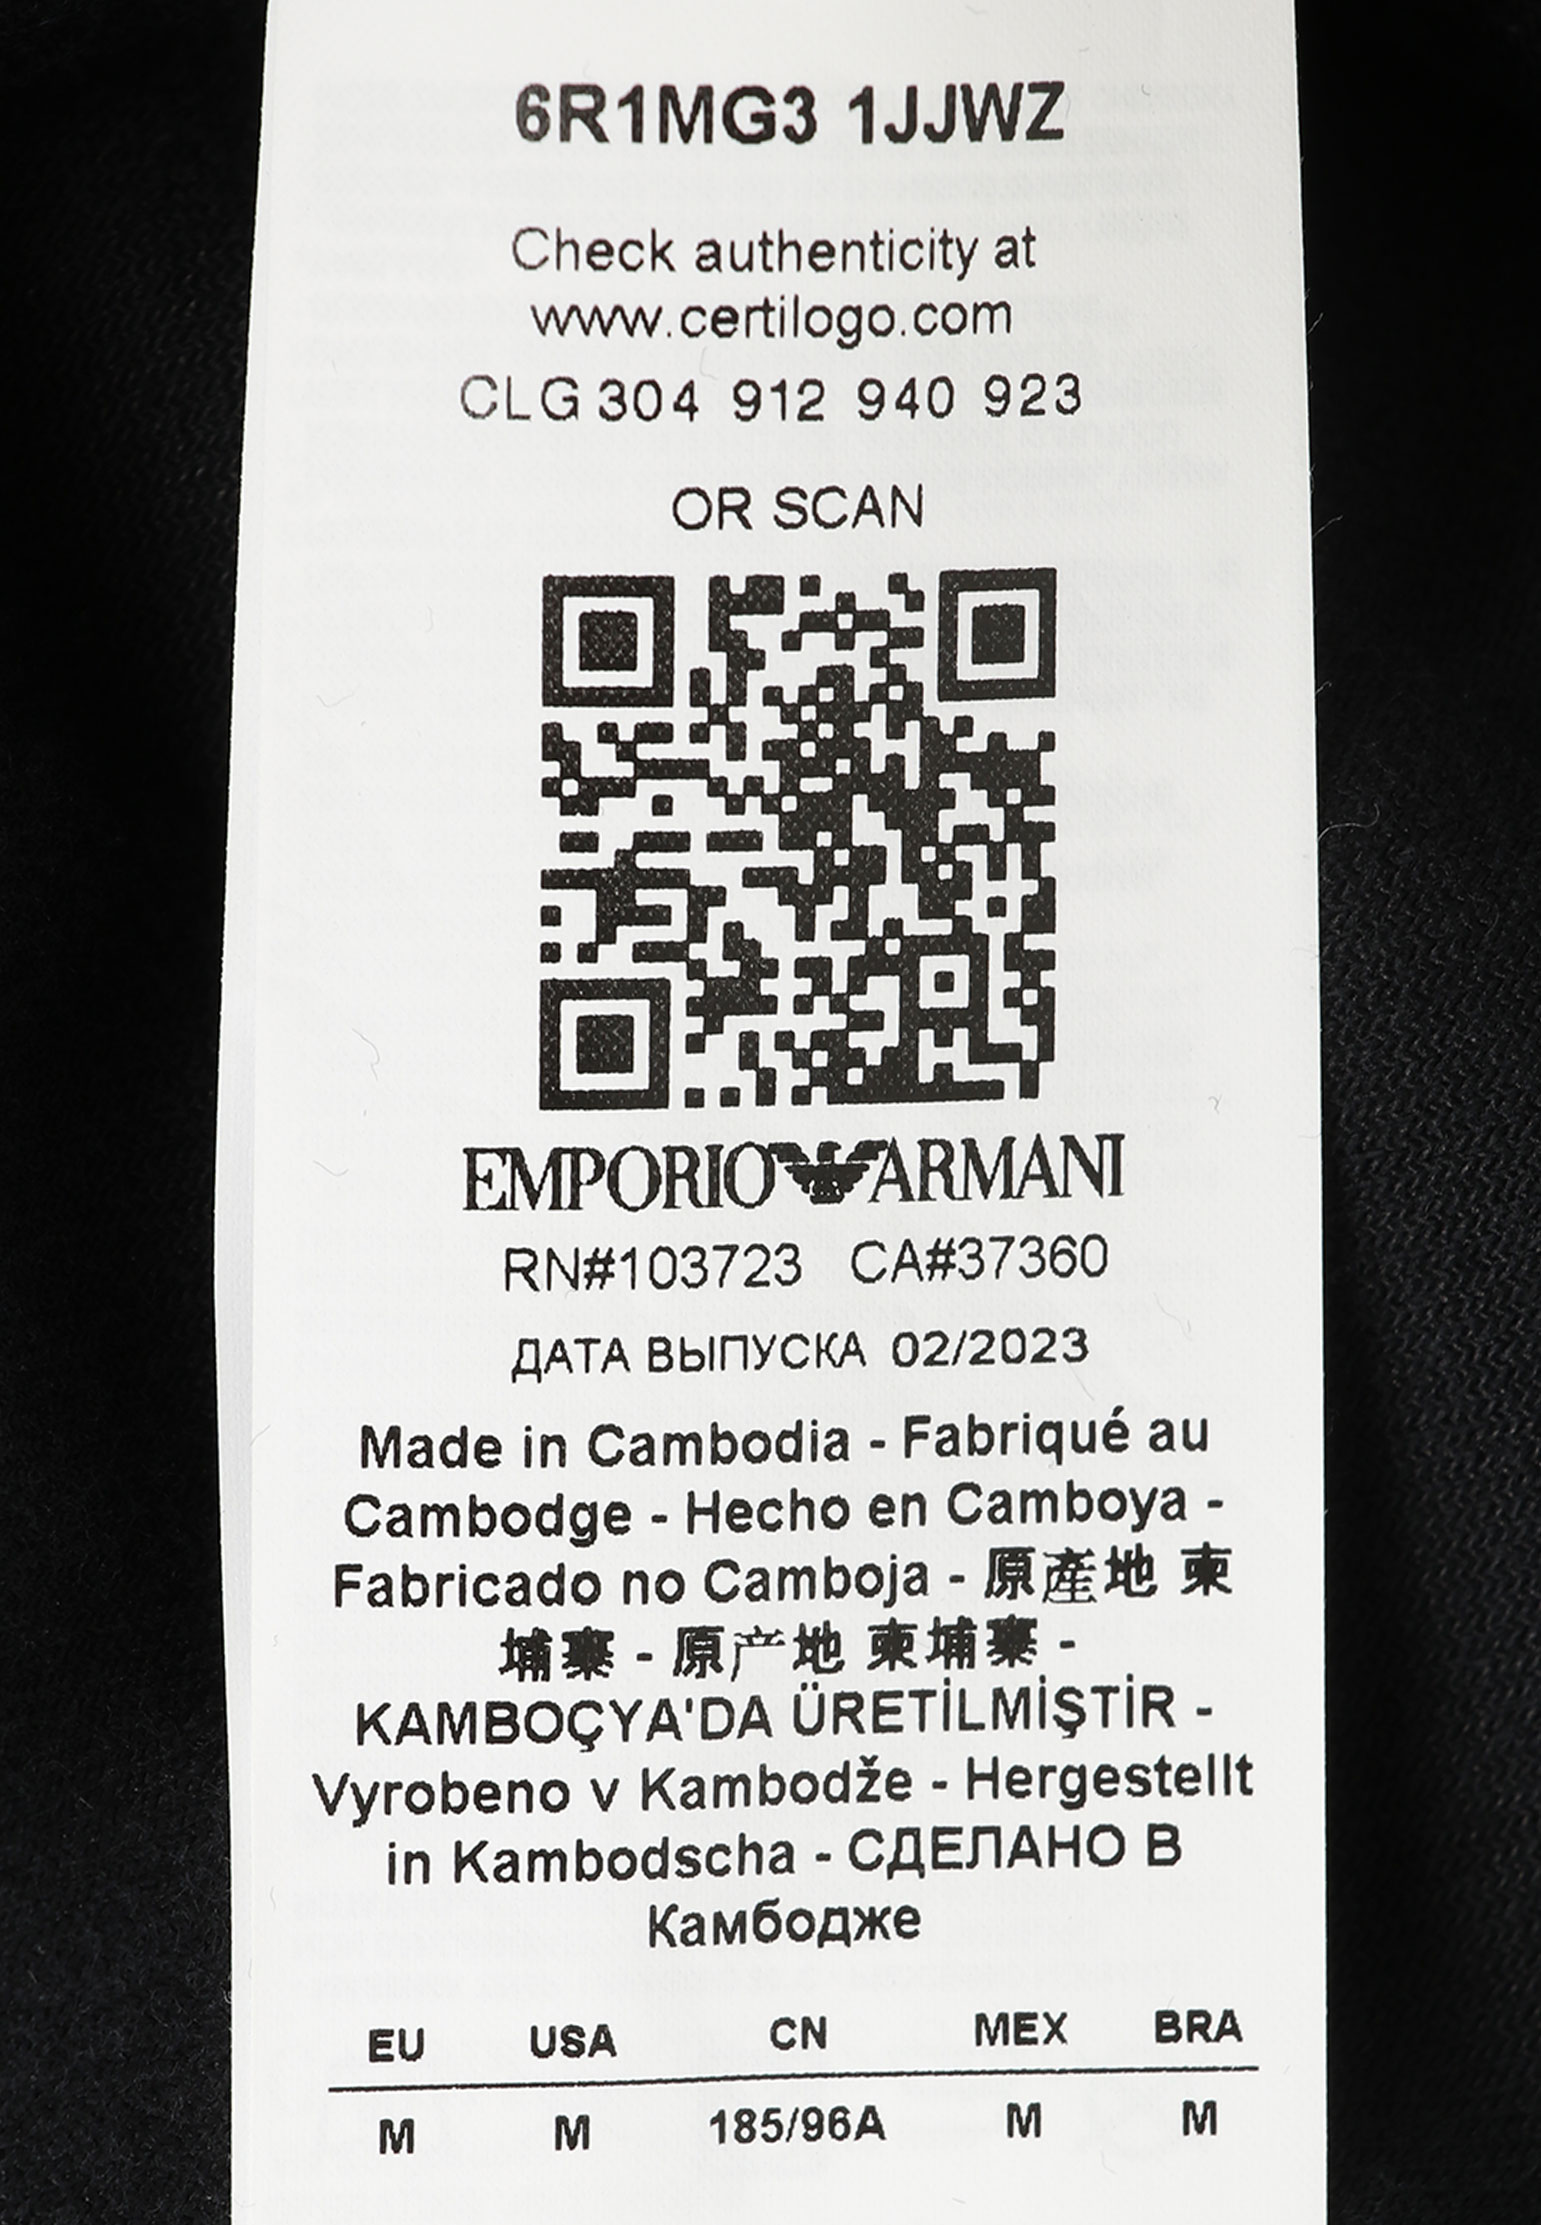 6R1MG3 1JJWZ
Check authenticity at
www.certilogo.com
CLG 304 912 940 923
OR SCAN
EMPORIO ARMANI
RN#103723 CA#37360
ДАТА ВЫПУСКА 02/2023
Made in Cambodia - Fabriqué au
Cambodge - Hecho en Camboya -
Fabricado no Camboja - 原產地 柬
埔寨 - 原产地 柬埔寨 -
KAMBOÇYA'DA ÜRETİLMİŞTİR -
Vyrobeno v Kambodže - Hergestellt
in Kambodscha - СДЕЛАНО В
Камбодже
EU USA CN MEX BRA
M M 185/96A M M